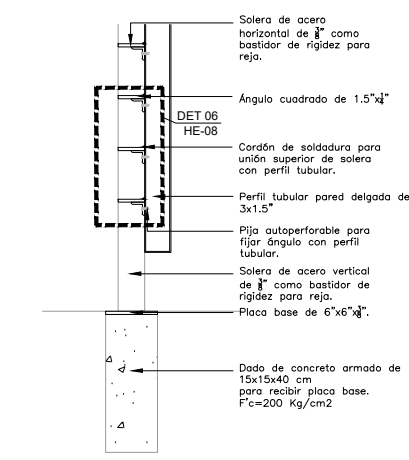 Solera de acero
horizontal de ⅜" como
bastidor de rigidez para
reja.
Ángulo cuadrado de 1.5"x¼"
DET 06
HE-08
Cordón de soldadura para
unión superior de solera
con perfil tubular.
Perfil tubular pared delgada de
3x1.5"
Pija autoperforable para
fijar ángulo con perfil
tubular.
Solera de acero vertical
de ⅜" como bastidor de
rigidez para reja.
Placa base de 6"x6"x⅜".
Dado de concreto armado de
15x15x40 cm
para recibir placa base.
F'c=200 Kg/cm2